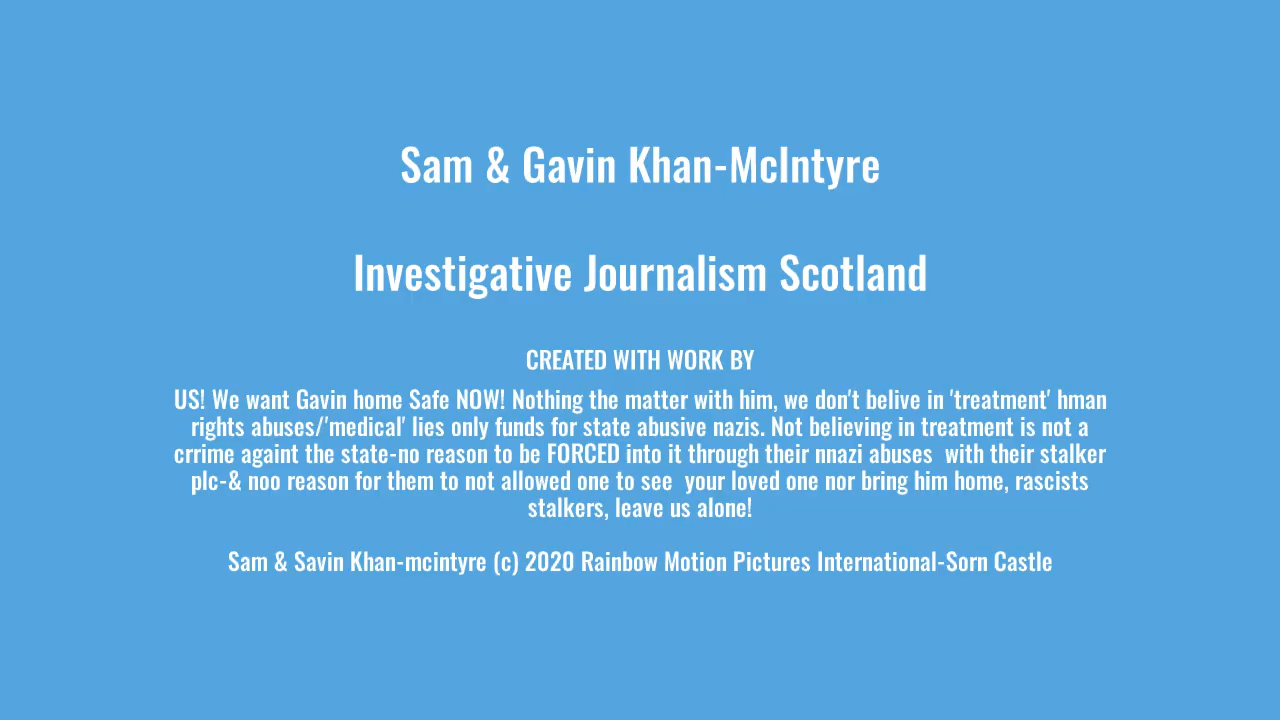 Sam & Gavin Khan-McIntyre
Investigative Journalism Scotland
CREATED WITH WORK BY
US! We want Gavin home Safe NOW! Nothing the matter with him, we don't belive in 'treatment' hman
rights abuses/'medical' lies only funds for state abusive nazis. Not believing in treatment is not a
crrime againt the state-no reason to be FORCED into it through their nnazi abuses  with their stalker
plc-& noo reason for them to not allowed one to see  your loved one nor bring him home, rascists
stalkers, leave us alone!
Sam & Savin Khan-mcintyre (c) 2020 Rainbow Motion Pictures International-Sorn Castle